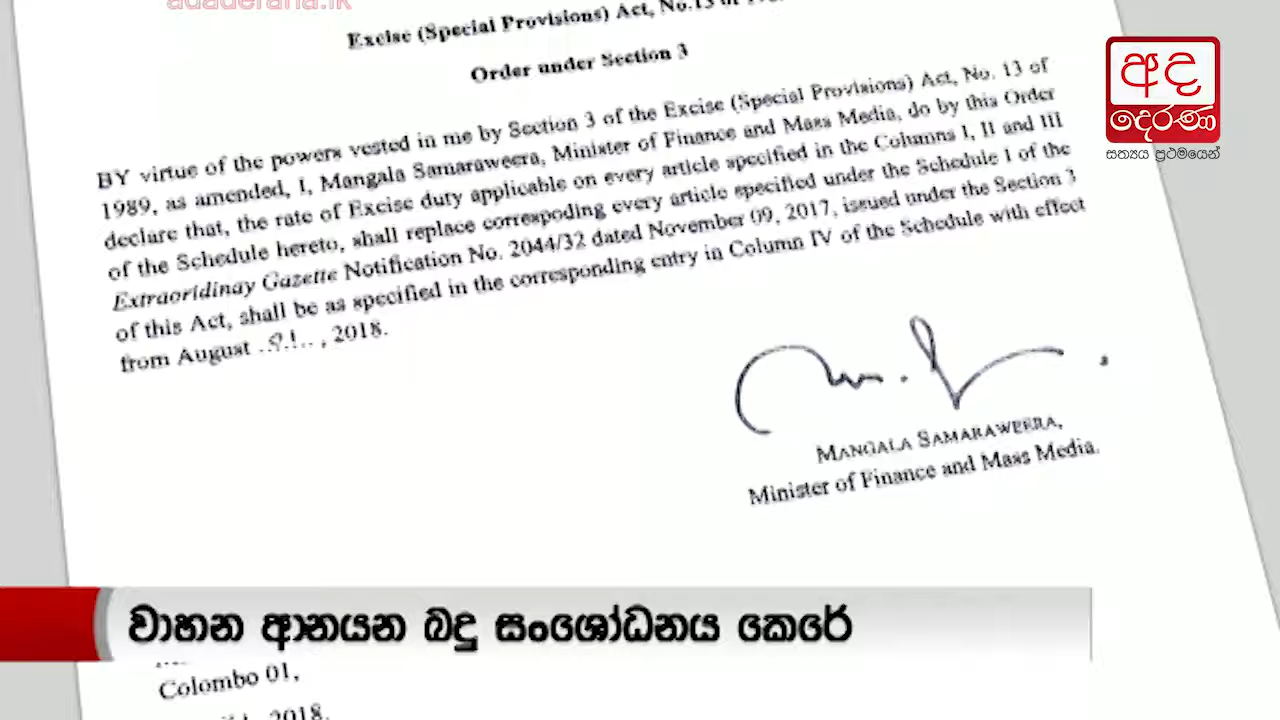 adaderana.lk
Excise (Special Provisions) Act, No.13 of
Order under Section 3
BY virtue of the powers vested in me by Section 3 of the Excise (Special Provisions) Act, No. 13 of
1989, as amended, I, Mangala Samaraweera, Minister of Finance and Mass Media, do by this Order
declare that, the rate of Excise duty applicable on every article specified in the Columns I, II and III
of the Schedule hereto, shall replace correspoding every article specified under the Schedule I of the
Extraoridinay Gazette Notification No. 2044/32 dated November 09, 2017, issued under the Section 3
of this Act, shall be as specified in the corresponding entry in Column IV of the Schedule with effect
from August , 2018.
MANGALA SAMARAWEERA,
Minister of Finance and Mass Media.
අද
දෙරණ
සත්‍යය ප්‍රථමයෙන්
වාහන ආනයන බදු සංශෝධනය කෙරේ
Colombo 01,
2018.